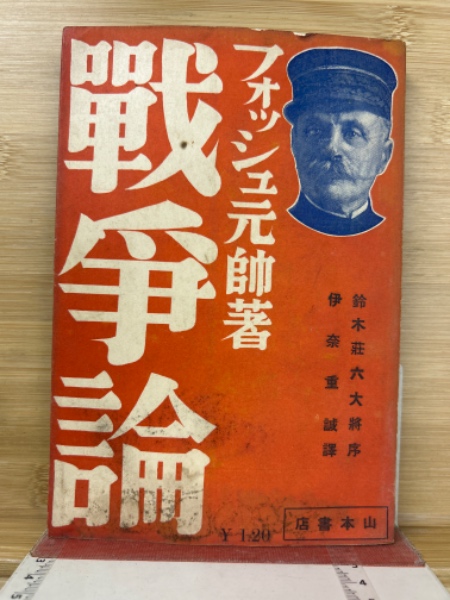 フォッシュ元帥著
戰爭論
鈴木莊六大將序
伊奈重誠譯
¥1.20
店書本山